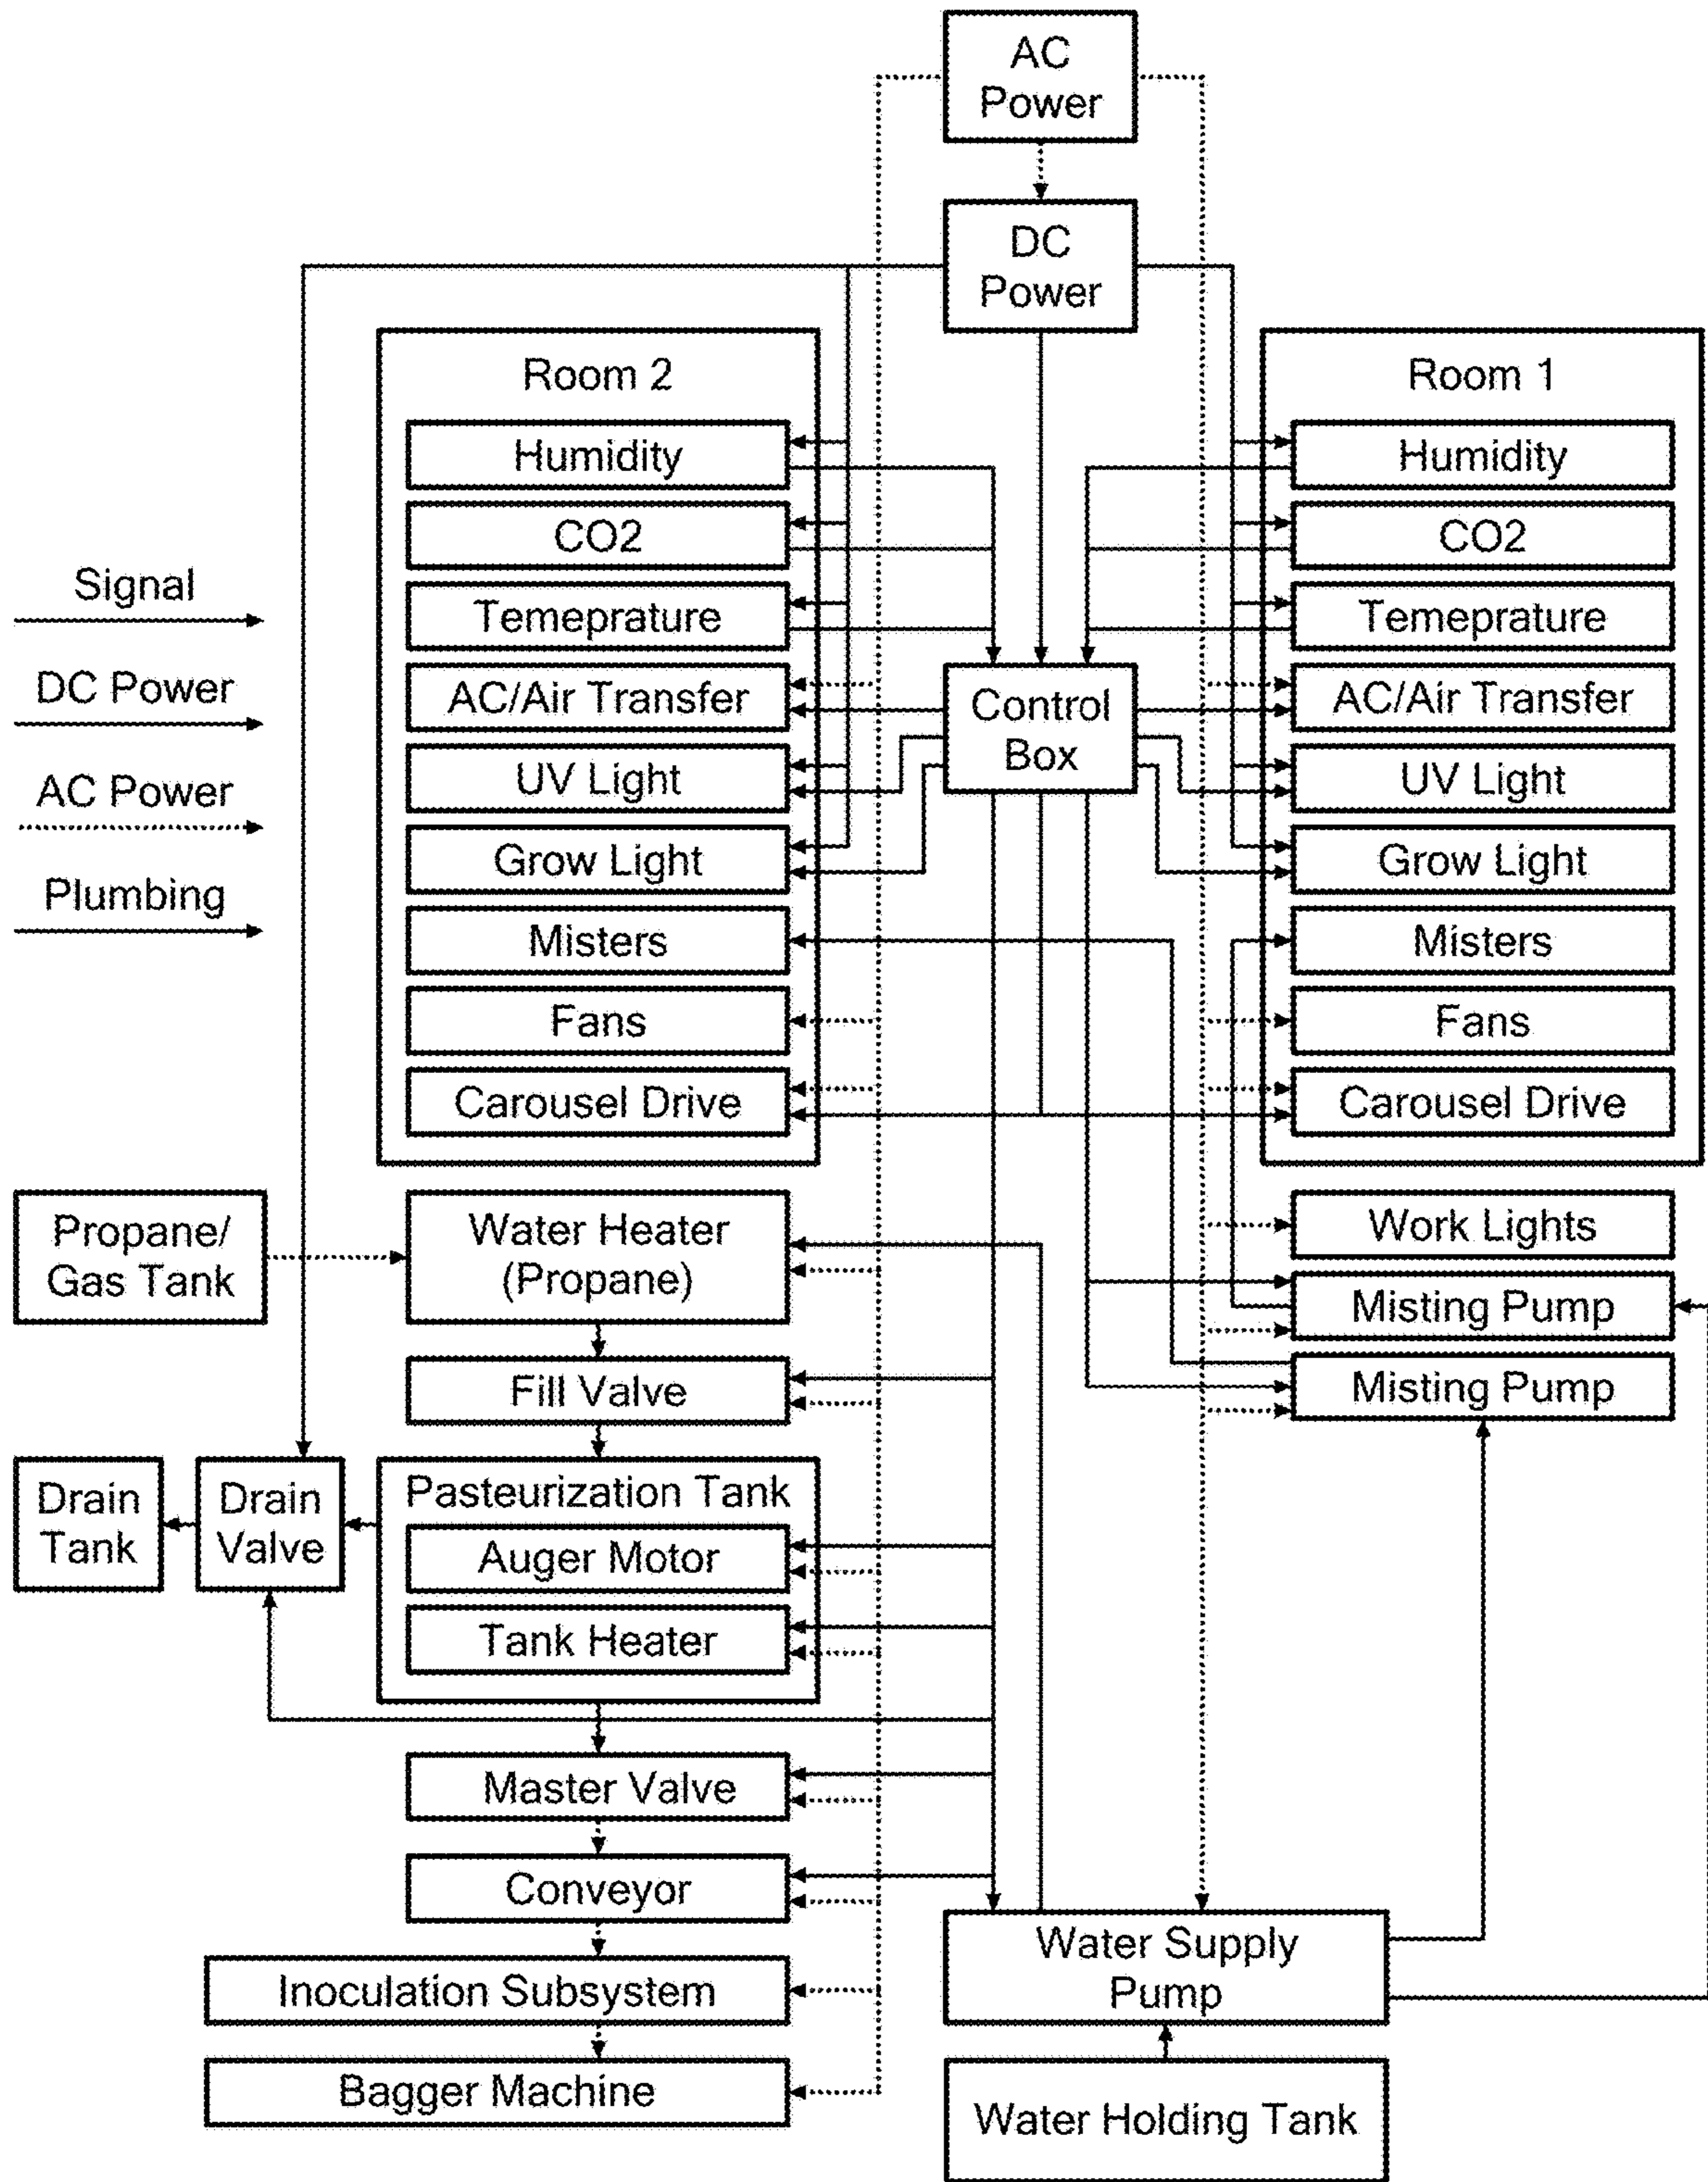 AC
Power
DC
Power
Room 2
Humidity
CO2
Temeprature
AC/Air Transfer
UV Light
Grow Light
Misters
Fans
Carousel Drive
Room 1
Humidity
CO2
Temeprature
AC/Air Transfer
UV Light
Grow Light
Misters
Fans
Carousel Drive
Control
Box
Signal
DC Power
AC Power
Plumbing
Propane/
Gas Tank
Water Heater
(Propane)
Work Lights
Misting Pump
Misting Pump
Fill Valve
Drain
Tank
Drain
Valve
Pasteurization Tank
Auger Motor
Tank Heater
Master Valve
Conveyor
Inoculation Subsystem
Bagger Machine
Water Supply
Pump
Water Holding Tank